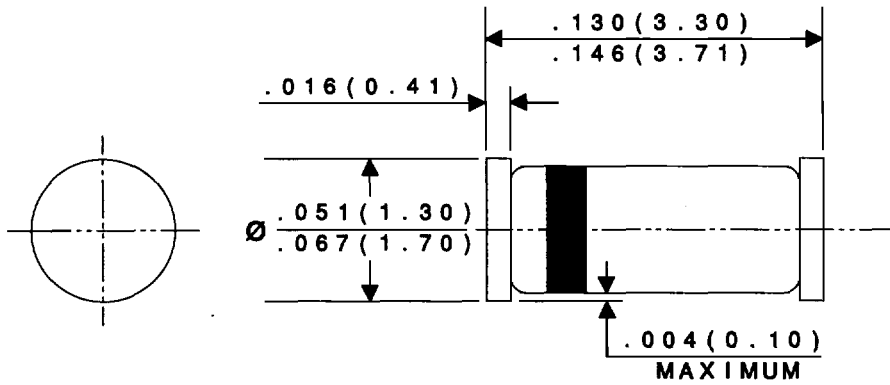 .130(3.30)
.146(3.71)
.016(0.41)
Ø .051(1.30)
.067(1.70)
.004(0.10)
MAXIMUM